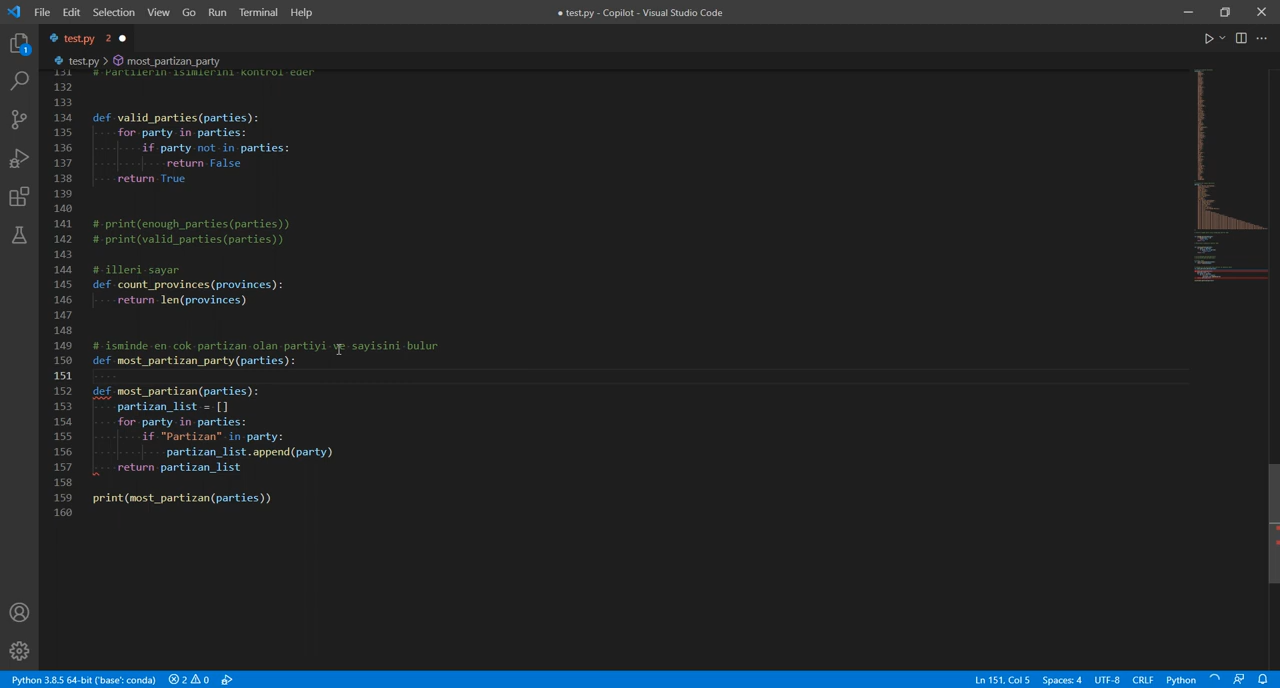 File Edit Selection View Go Run Terminal Help
● test.py - Copilot - Visual Studio Code
1
test.py 2 ●
test.py > most_partizan_party
131 # Partilerin isimlerini kontrol eder
132
133
134 def valid_parties(parties):
135 for party in parties:
136 if party not in parties:
137 return False
138 return True
139
140
141 # print(enough_parties(parties))
142 # print(valid_parties(parties))
143
144 # illeri sayar
145 def count_provinces(provinces):
146 return len(provinces)
147
148
149 # isminde en cok partizan olan partiyi ve sayisini bulur
150 def most_partizan_party(parties):
151
152 def most_partizan(parties):
153 partizan_list = []
154 for party in parties:
155 if "Partizan" in party:
156 partizan_list.append(party)
157 return partizan_list
158
159 print(most_partizan(parties))
160
Python 3.8.5 64-bit ('base': conda) 2 0 Ln 151, Col 5 Spaces: 4 UTF-8 CRLF Python